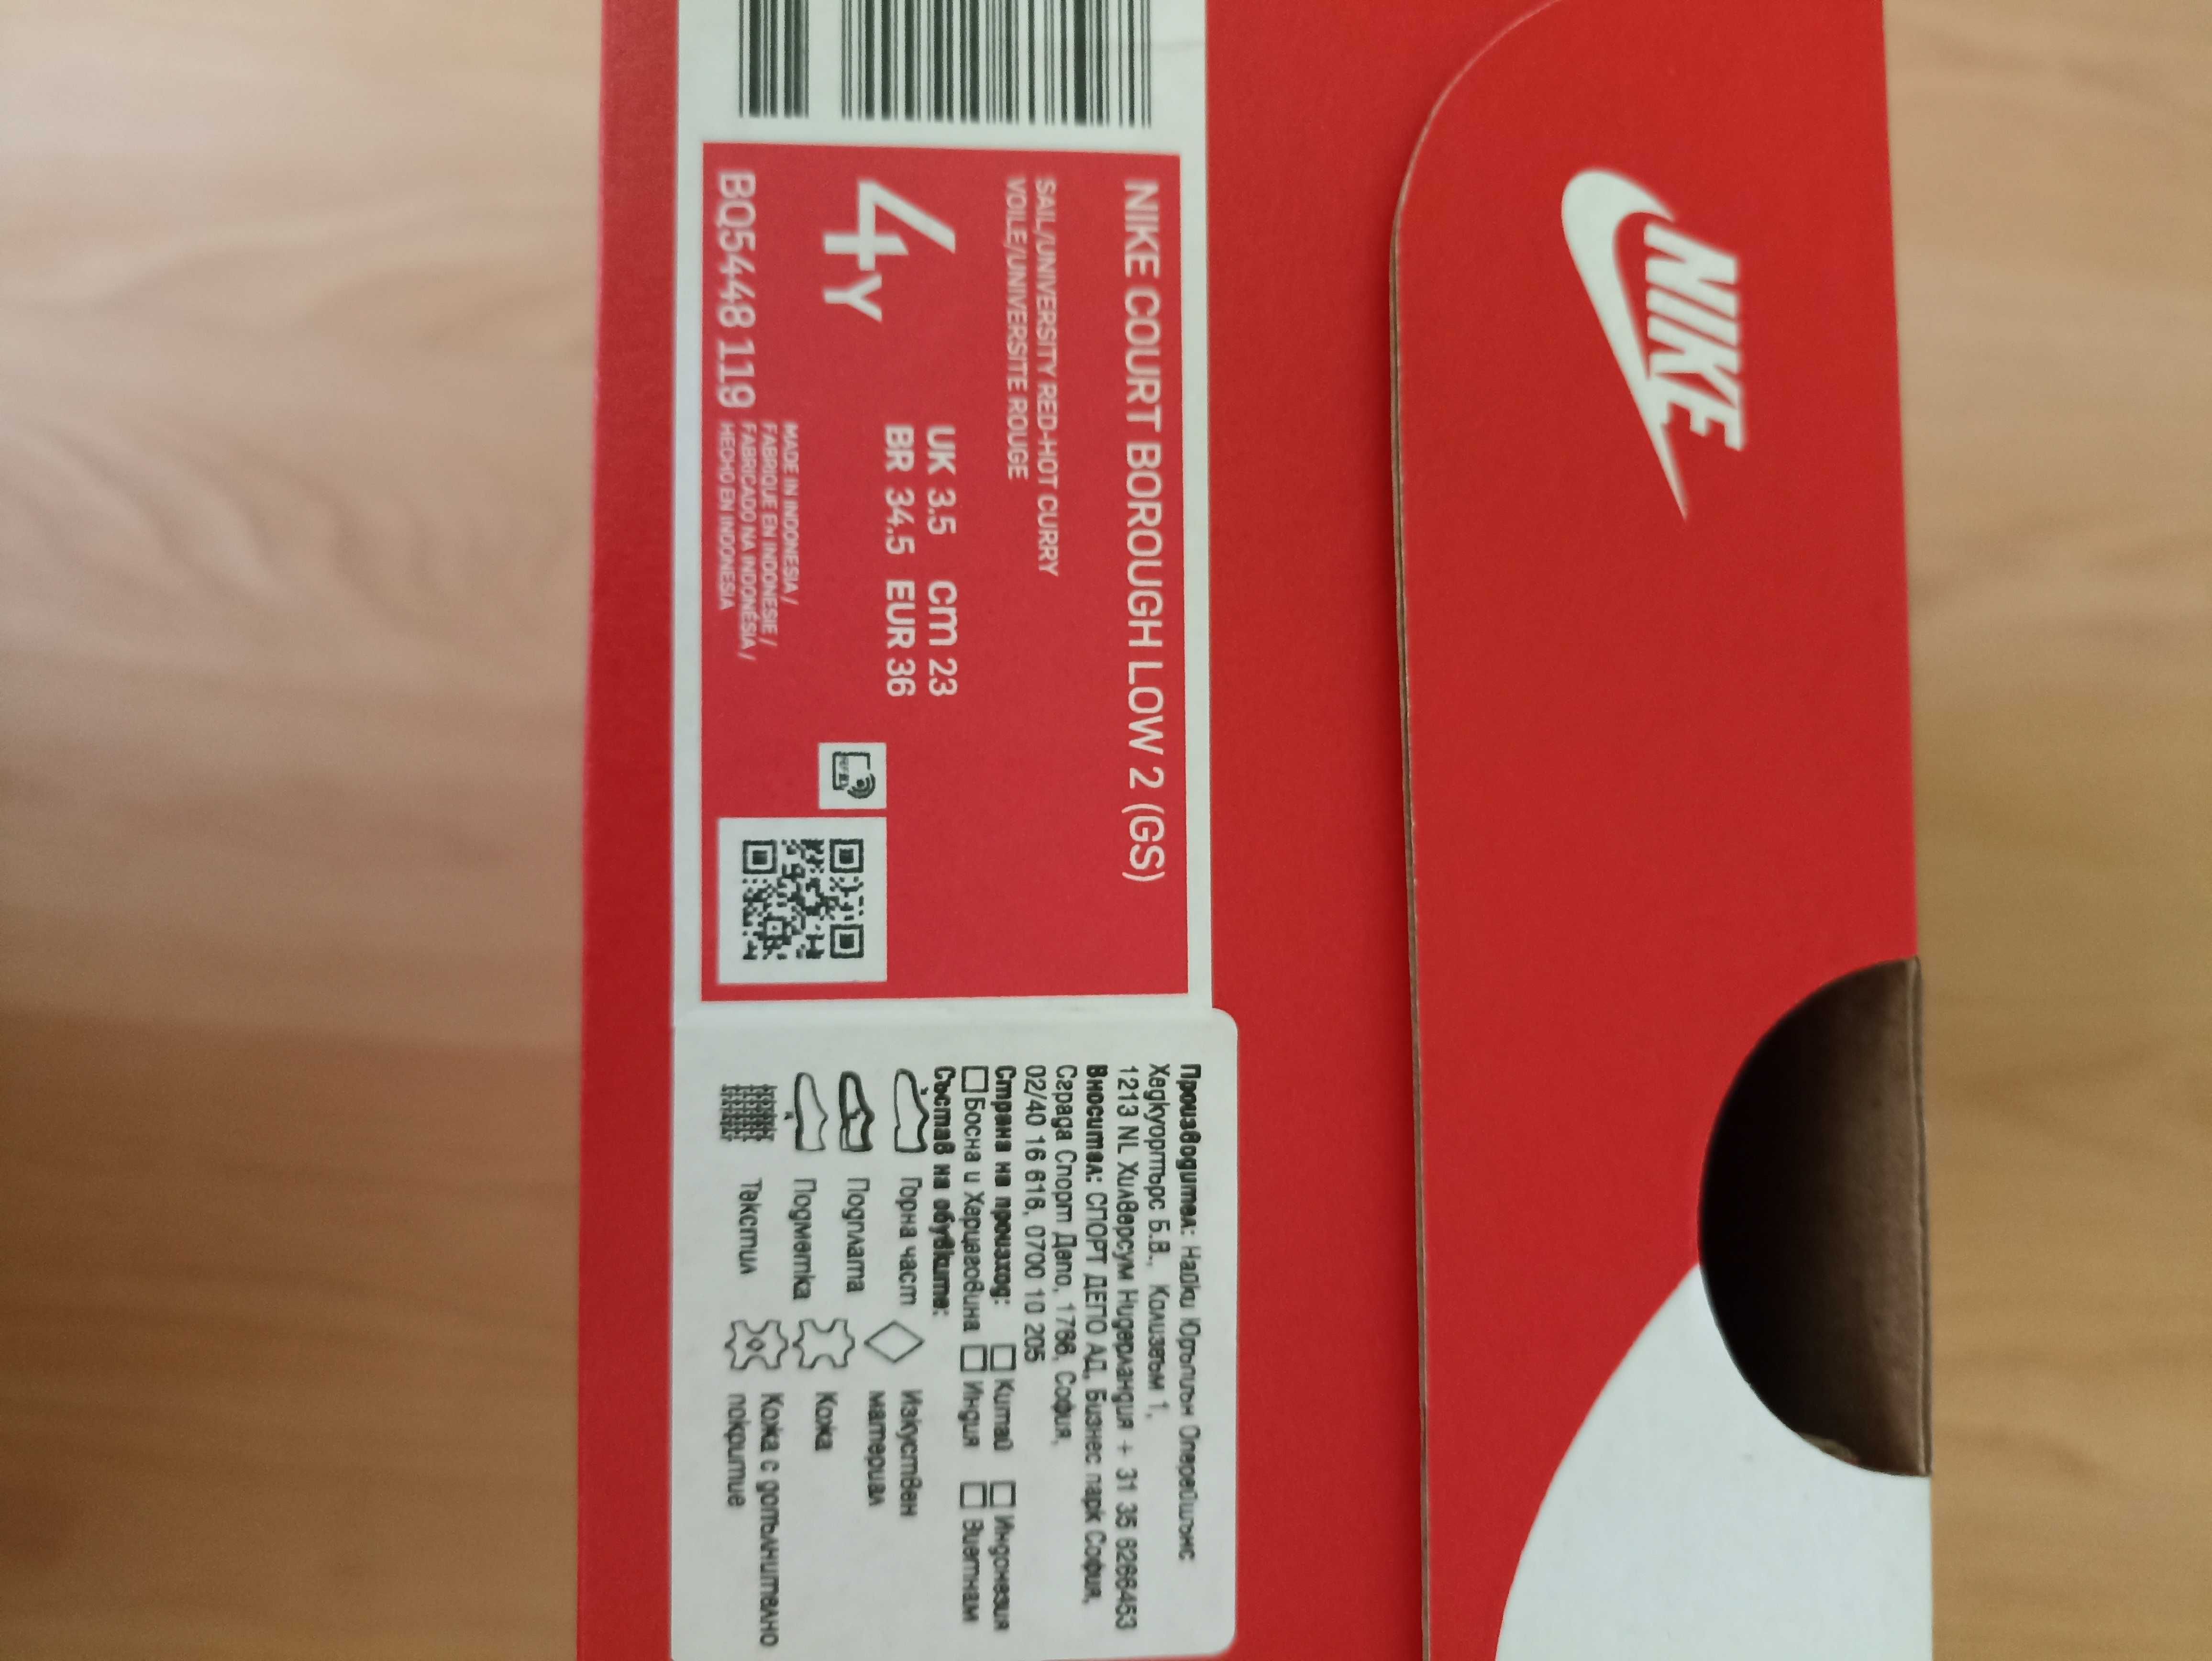 NIKE
NIKE COURT BOROUGH LOW 2 (GS)
SAIL/UNIVERSITY RED-HOT CURRY
VOILE/UNIVERSITE ROUGE
4Y
UK 3.5 cm 23
BR 34.5 EUR 36
BQ5448 119
MADE IN INDONESIA /
FABRIQUE EN INDONESIE /
FABRICADO NA INDONÉSIA /
HECHO EN INDONESIA
Производител: Найки Юръпиън Оперейшънс
Хедкуортърс Б.В., Колизеъм 1,
1213 NL Хилверсум Нидерландия + 31 35 6266453
Вносител: СПОРТ ДЕПО АД, Бизнес парк София,
Сграда Спорт Депо, 1766, София,
02/40 16 616, 0700 10 205
Страна на произход: Китай Индонезия
Босна и Херцеговина Индия Виетнам
Състав на обувките:
Горна част
Подплата
Подметка
Текстил
Изкуствен
материал
Кожа
Кожа с допълнително
покритие